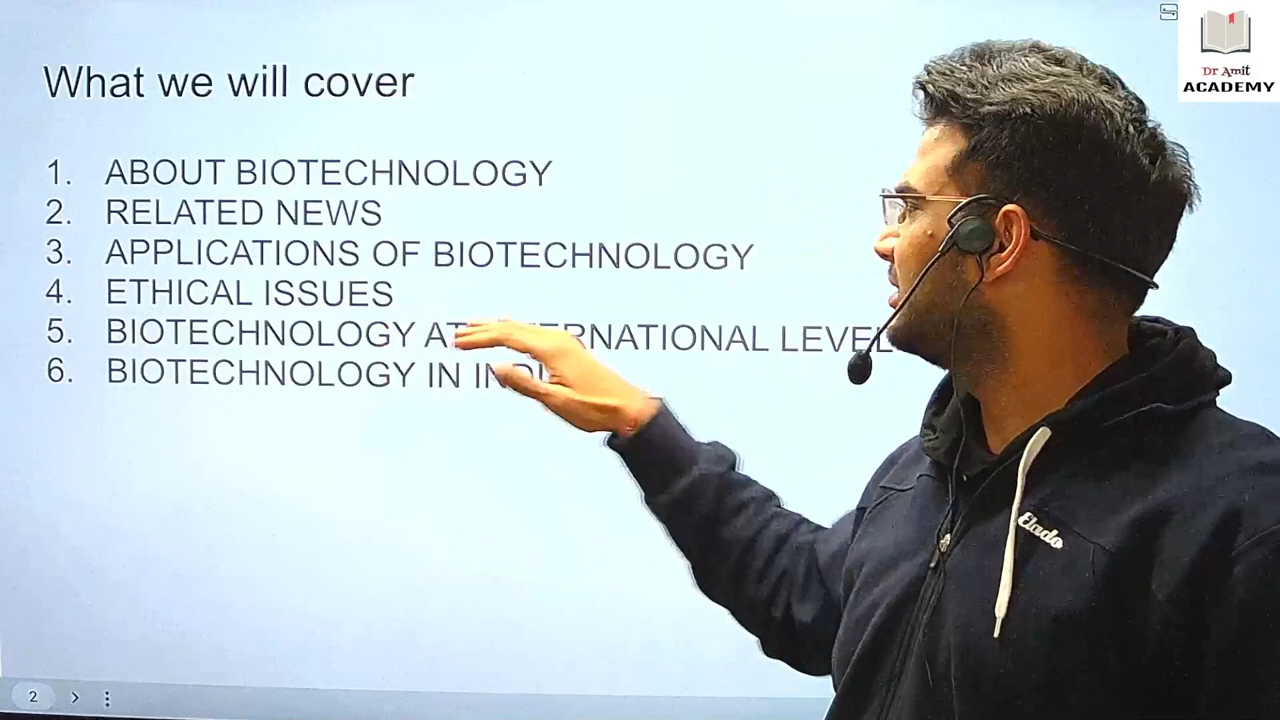 What we will cover
1. ABOUT BIOTECHNOLOGY
2. RELATED NEWS
3. APPLICATIONS OF BIOTECHNOLOGY
4. ETHICAL ISSUES
5. BIOTECHNOLOGY AT LEVEL
6. BIOTECHNOLOGY IN
Dr Amit
ACADEMY
Elado
2